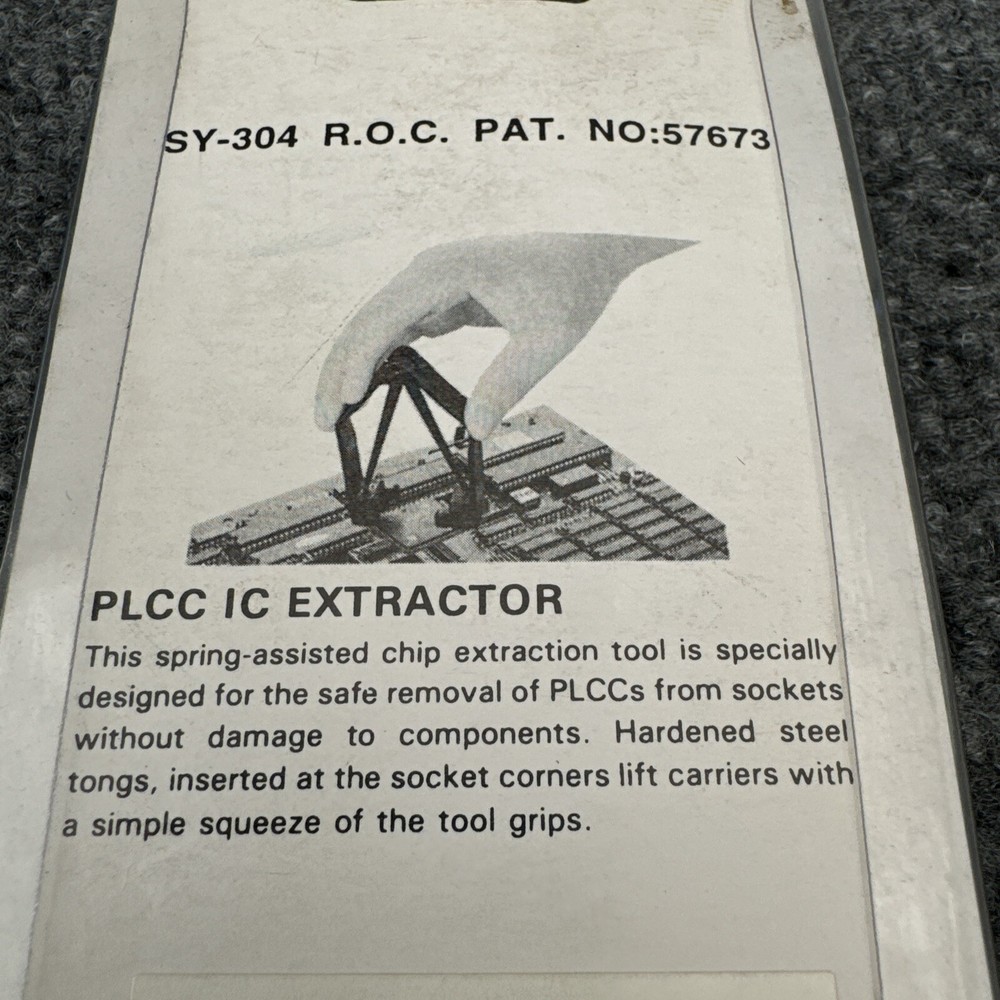 SY-304 R.O.C. PAT. NO:57673
PLCC IC EXTRACTOR
This spring-assisted chip extraction tool is specially
designed for the safe removal of PLCCs from sockets
without damage to components. Hardened steel
tongs, inserted at the socket corners lift carriers with
a simple squeeze of the tool grips.